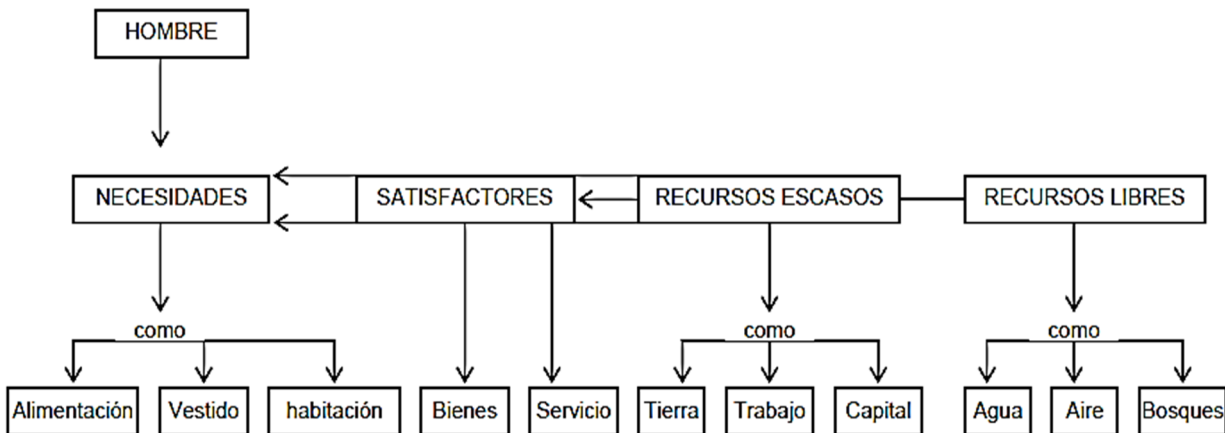 HOMBRE
NECESIDADES
SATISFACTORES
RECURSOS ESCASOS
RECURSOS LIBRES
como
como
como
Alimentación
Vestido
habitación
Bienes
Servicio
Tierra
Trabajo
Capital
Agua
Aire
Bosques